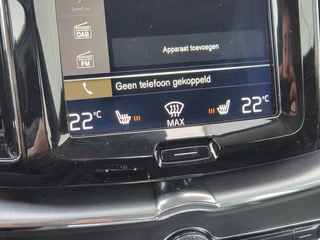 DAB
Apparaat toevoegen
FM
Geen telefoon gekoppeld
22°C
MAX
22°C